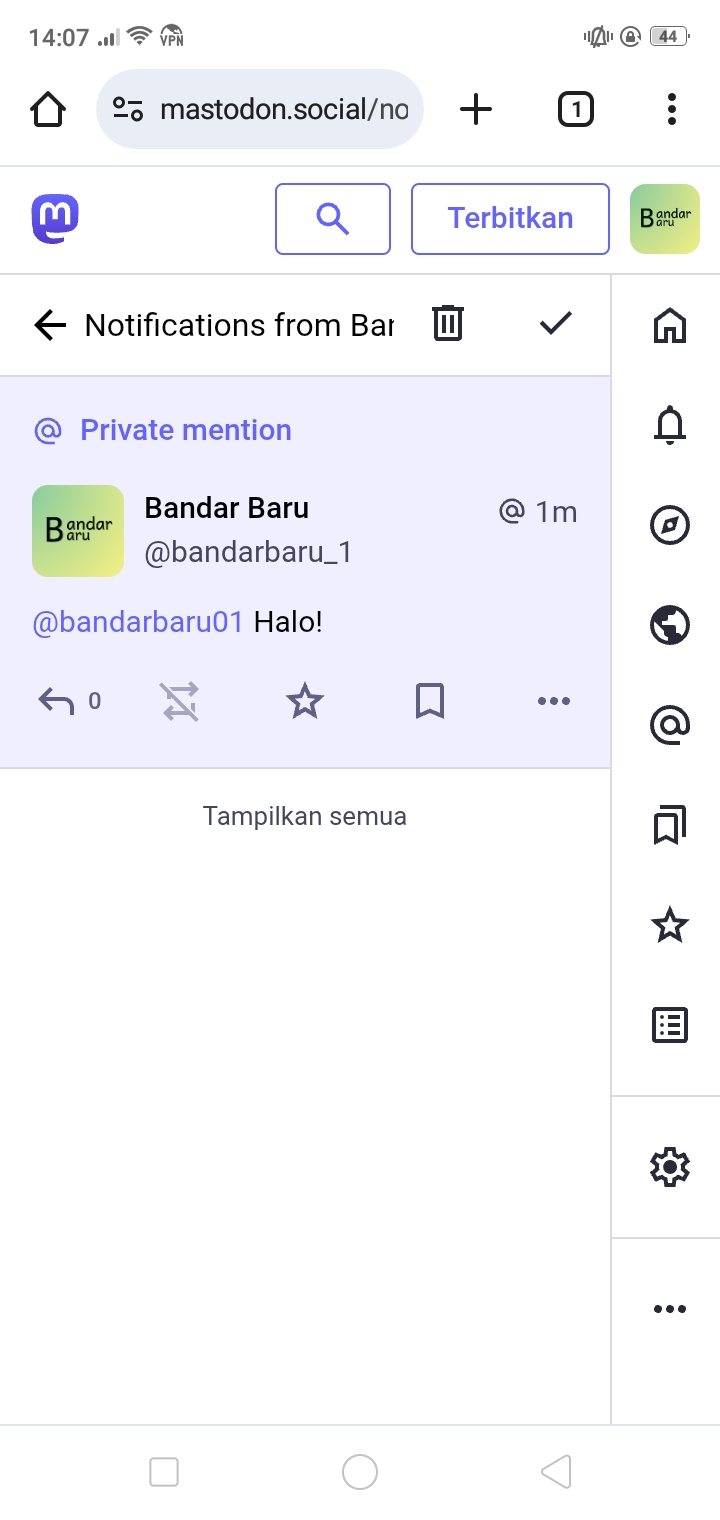 14:07
VPN
44
mastodon.social/no
1
Terbitkan
Bandar
Baru
Notifications from Bar
Private mention
Bandar
Baru
Bandar Baru
@ 1m
@bandarbaru_1
@bandarbaru01 Halo!
0
Tampilkan semua